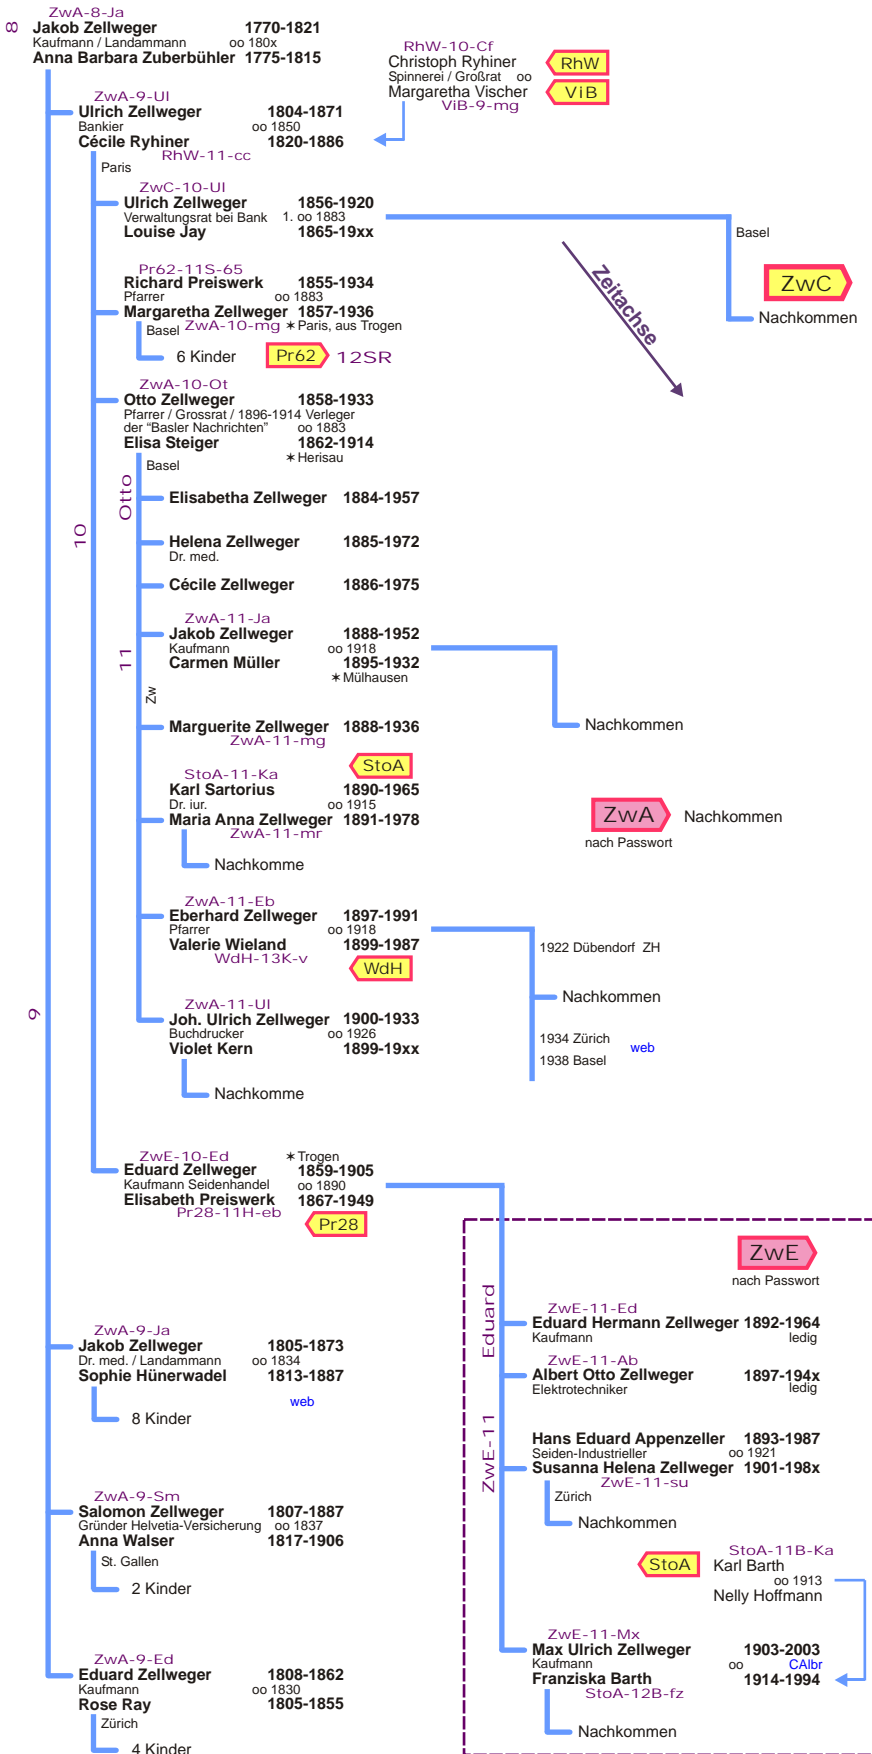 ZwA-8-Ja
8
Jakob Zellweger 1770-1821
Kaufmann / Landammann oo 180x
Anna Barbara Zuberbühler 1775-1815
RhW-10-Cf
Christoph Ryhiner
RhW
Spinnerei / Großrat oo
Margaretha Vischer
ViB
ViB-9-mg
ZwA-9-Ul
Ulrich Zellweger 1804-1871
Bankier oo 1850
Cécile Ryhiner 1820-1886
RhW-11-cc
Paris
ZwC-10-Ul
Ulrich Zellweger 1856-1920
Verwaltungsrat bei Bank 1. oo 1883
Louise Jay 1865-19xx
Basel
ZwC
Nachkommen
Zeitachse
Pr62-11S-65
Richard Preiswerk 1855-1934
Pfarrer oo 1883
Margaretha Zellweger 1857-1936
Basel ZwA-10-mg ✶Paris, aus Trogen
6 Kinder Pr62 12SR
ZwA-10-Ot
Otto Zellweger 1858-1933
Pfarrer / Grossrat / 1896-1914 Verleger
der “Basler Nachrichten” oo 1883
Elisa Steiger 1862-1914
✶Herisau
Basel
Otto
10
Elisabetha Zellweger 1884-1957
Helena Zellweger 1885-1972
Dr. med.
Cécile Zellweger 1886-1975
ZwA-11-Ja
Jakob Zellweger 1888-1952
Kaufmann oo 1918
Carmen Müller 1895-1932
✶Mülhausen
11
Zw
Nachkommen
Marguerite Zellweger 1888-1936
ZwA-11-mg
StoA
StoA-11-Ka
Karl Sartorius 1890-1965
Dr. iur. oo 1915
Maria Anna Zellweger 1891-1978
ZwA-11-mr
Nachkomme
ZwA Nachkommen
nach Passwort
ZwA-11-Eb
Eberhard Zellweger 1897-1991
Pfarrer oo 1918
Valerie Wieland 1899-1987
WdH-13K-v
WdH
1922 Dübendorf ZH
Nachkommen
1934 Zürich
web
1938 Basel
9
ZwA-11-Ul
Joh. Ulrich Zellweger 1900-1933
Buchdrucker oo 1926
Violet Kern 1899-19xx
Nachkomme
ZwE-10-Ed ✶Trogen
Eduard Zellweger 1859-1905
Kaufmann Seidenhandel oo 1890
Elisabeth Preiswerk 1867-1949
Pr28-11H-eb
Pr28
ZwE
nach Passwort
Eduard
ZwE-11
ZwE-11-Ed
Eduard Hermann Zellweger 1892-1964
Kaufmann ledig
ZwE-11-Ab
Albert Otto Zellweger 1897-194x
Elektrotechniker ledig
Hans Eduard Appenzeller 1893-1987
Seiden-Industrieller oo 1921
Susanna Helena Zellweger 1901-198x
ZwE-11-su
Zürich
Nachkommen
StoA-11B-Ka
StoA
Karl Barth
oo 1913
Nelly Hoffmann
ZwE-11-Mx
Max Ulrich Zellweger 1903-2003
Kaufmann oo CAlbr
Franziska Barth 1914-1994
StoA-12B-fz
Nachkommen
ZwA-9-Ja
Jakob Zellweger 1805-1873
Dr. med. / Landammann oo 1834
Sophie Hünerwadel 1813-1887
web
8 Kinder
ZwA-9-Sm
Salomon Zellweger 1807-1887
Gründer Helvetia-Versicherung oo 1837
Anna Walser 1817-1906
St. Gallen
2 Kinder
ZwA-9-Ed
Eduard Zellweger 1808-1862
Kaufmann oo 1830
Rose Ray 1805-1855
Zürich
4 Kinder